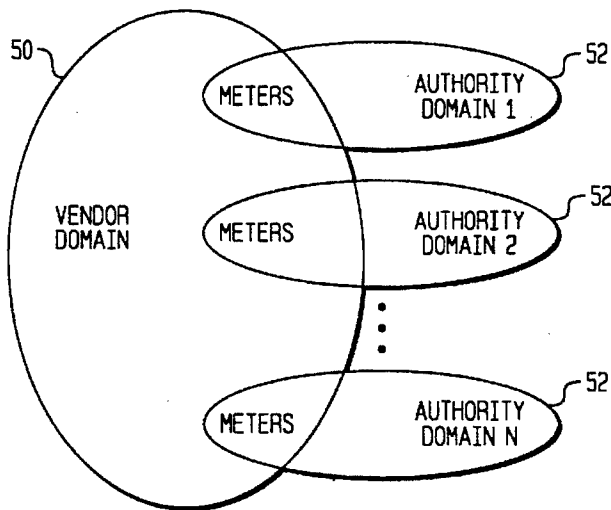 50
52
METERS
AUTHORITY
DOMAIN 1
52
VENDOR
DOMAIN
METERS
AUTHORITY
DOMAIN 2
52
METERS
AUTHORITY
DOMAIN N